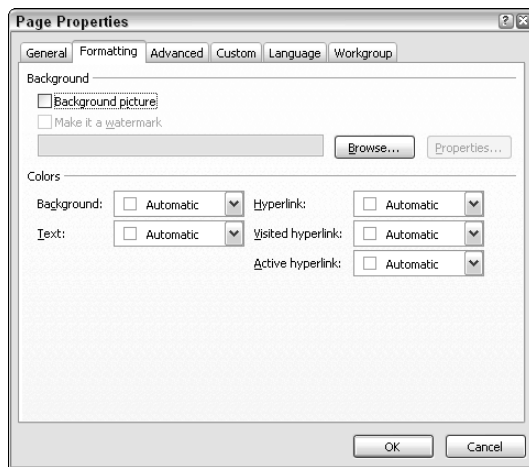 Page Properties
General Formatting Advanced Custom Language Workgroup
Background
Background picture
Make it a watermark
Browse... Properties...
Colors
Background: Automatic Hyperlink: Automatic
Text: Automatic Visited hyperlink: Automatic
Active hyperlink: Automatic
OK Cancel